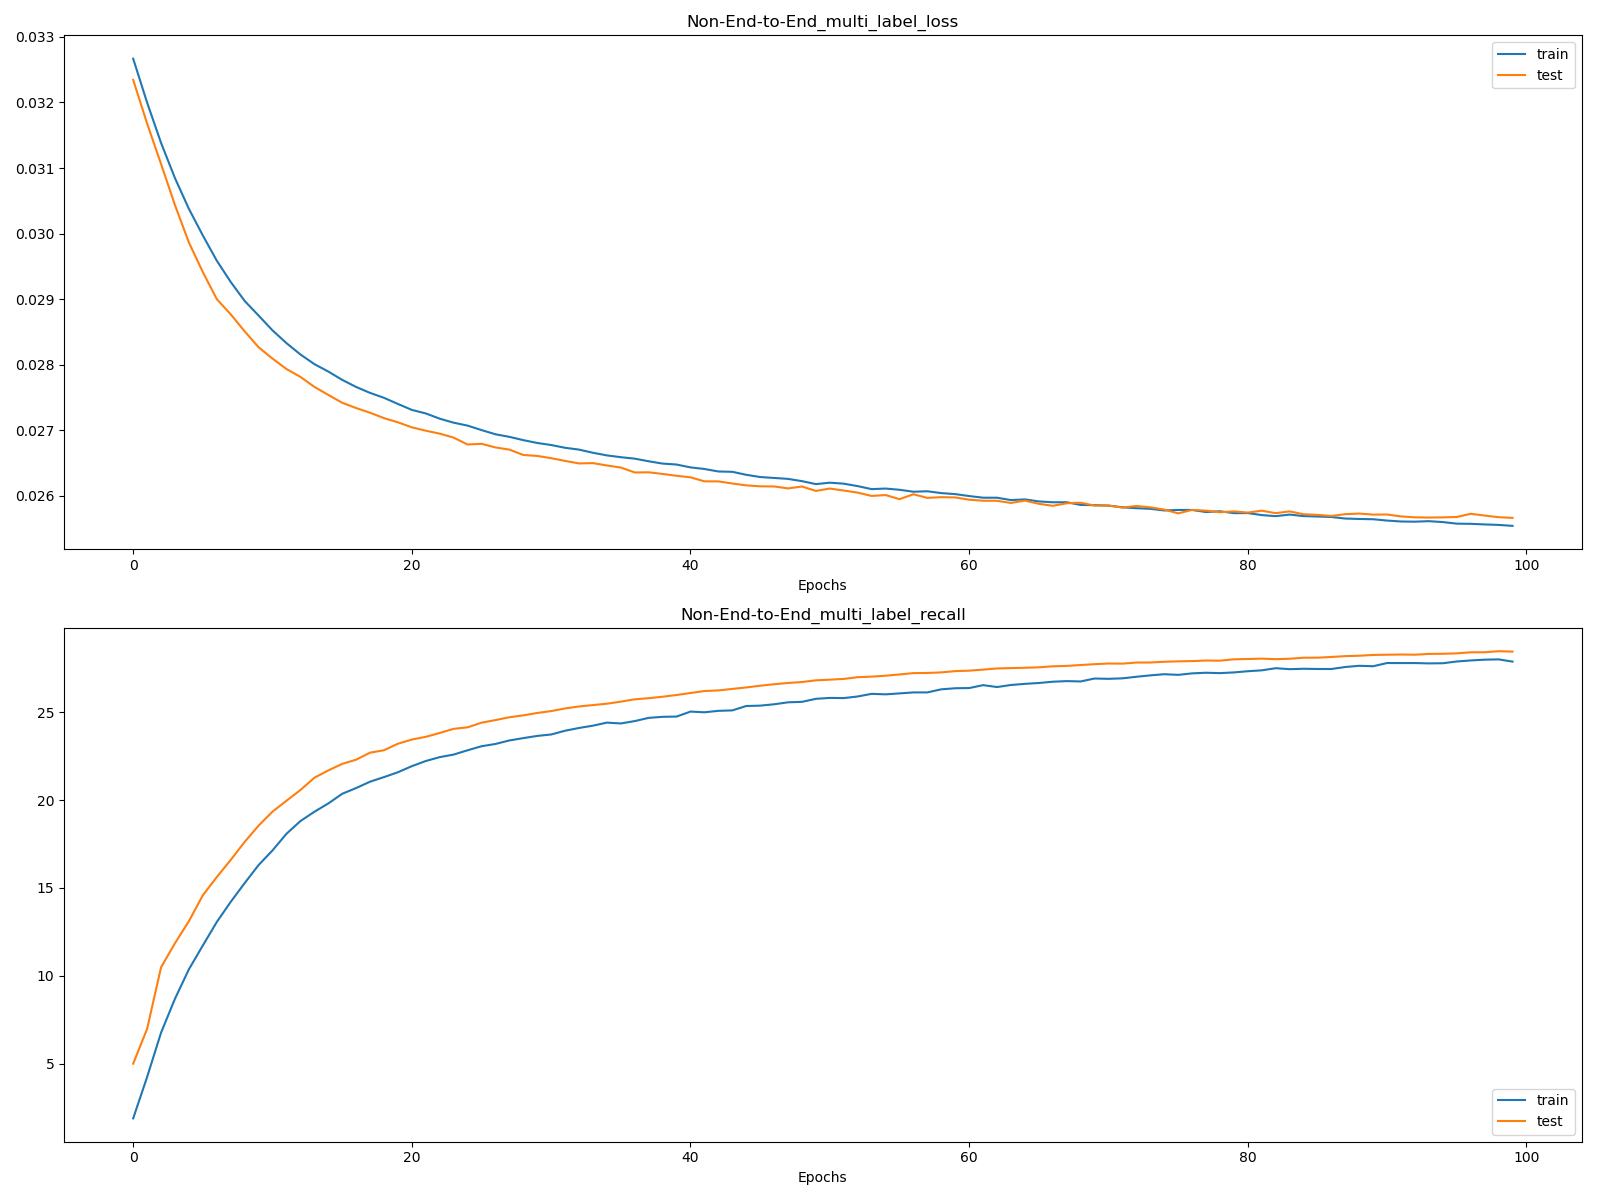 Non-End-to-End_multi_label_loss
0.033
0.032
0.031
0.030
0.029
0.028
0.027
0.026
train
test
0 20 40 60 80 100
Epochs
Non-End-to-End_multi_label_recall
25
20
15
10
5
train
test
0 20 40 60 80 100
Epochs